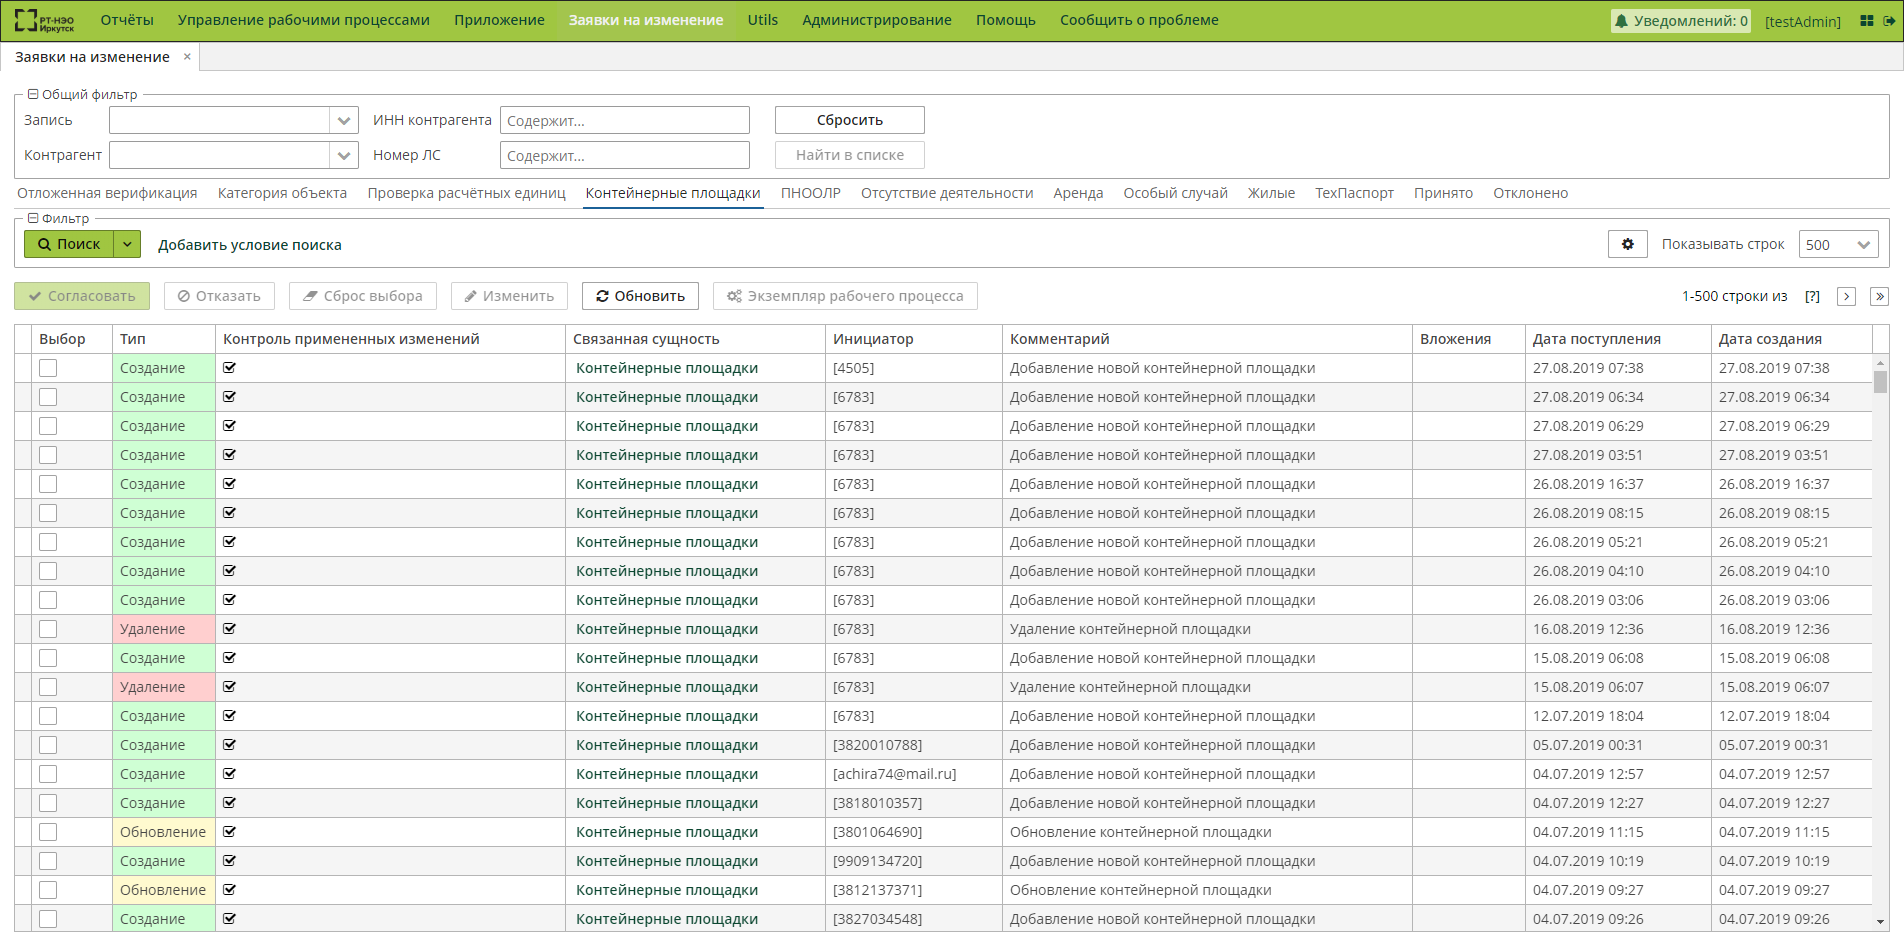 РТ-НЭО
Иркутск
Отчёты Управление рабочими процессами Приложение Заявки на изменение Utils Администрирование Помощь Сообщить о проблеме Уведомлений: 0 [testAdmin]
Заявки на изменение ×
Общий фильтр
Запись ИНН контрагента Содержит... Сбросить
Контрагент Номер ЛС Содержит... Найти в списке
Отложенная верификация Категория объекта Проверка расчётных единиц Контейнерные площадки ПНООЛР Отсутствие деятельности Аренда Особый случай Жилые ТехПаспорт Принято Отклонено
Фильтр
Поиск Добавить условие поиска Показывать строк 500
Согласовать Отказать Сброс выбора Изменить Обновить Экземпляр рабочего процесса 1-500 строки из [?] > »
Выбор Тип Контроль примененных изменений Связанная сущность Инициатор Комментарий Вложения Дата поступления Дата создания
Создание Контейнерные площадки [4505] Добавление новой контейнерной площадки 27.08.2019 07:38 27.08.2019 07:38
Создание Контейнерные площадки [6783] Добавление новой контейнерной площадки 27.08.2019 06:34 27.08.2019 06:34
Создание Контейнерные площадки [6783] Добавление новой контейнерной площадки 27.08.2019 06:29 27.08.2019 06:29
Создание Контейнерные площадки [6783] Добавление новой контейнерной площадки 27.08.2019 03:51 27.08.2019 03:51
Создание Контейнерные площадки [6783] Добавление новой контейнерной площадки 26.08.2019 16:37 26.08.2019 16:37
Создание Контейнерные площадки [6783] Добавление новой контейнерной площадки 26.08.2019 08:15 26.08.2019 08:15
Создание Контейнерные площадки [6783] Добавление новой контейнерной площадки 26.08.2019 05:21 26.08.2019 05:21
Создание Контейнерные площадки [6783] Добавление новой контейнерной площадки 26.08.2019 04:10 26.08.2019 04:10
Создание Контейнерные площадки [6783] Добавление новой контейнерной площадки 26.08.2019 03:06 26.08.2019 03:06
Удаление Контейнерные площадки [6783] Удаление контейнерной площадки 16.08.2019 12:36 16.08.2019 12:36
Создание Контейнерные площадки [6783] Добавление новой контейнерной площадки 15.08.2019 06:08 15.08.2019 06:08
Удаление Контейнерные площадки [6783] Удаление контейнерной площадки 15.08.2019 06:07 15.08.2019 06:07
Создание Контейнерные площадки [6783] Добавление новой контейнерной площадки 12.07.2019 18:04 12.07.2019 18:04
Создание Контейнерные площадки [3820010788] Добавление новой контейнерной площадки 05.07.2019 00:31 05.07.2019 00:31
Создание Контейнерные площадки [achira74@mail.ru] Добавление новой контейнерной площадки 04.07.2019 12:57 04.07.2019 12:57
Создание Контейнерные площадки [3818010357] Добавление новой контейнерной площадки 04.07.2019 12:27 04.07.2019 12:27
Обновление Контейнерные площадки [3801064690] Обновление контейнерной площадки 04.07.2019 11:15 04.07.2019 11:15
Создание Контейнерные площадки [9909134720] Добавление новой контейнерной площадки 04.07.2019 10:19 04.07.2019 10:19
Обновление Контейнерные площадки [3812137371] Обновление контейнерной площадки 04.07.2019 09:27 04.07.2019 09:27
Создание Контейнерные площадки [3827034548] Добавление новой контейнерной площадки 04.07.2019 09:26 04.07.2019 09:26